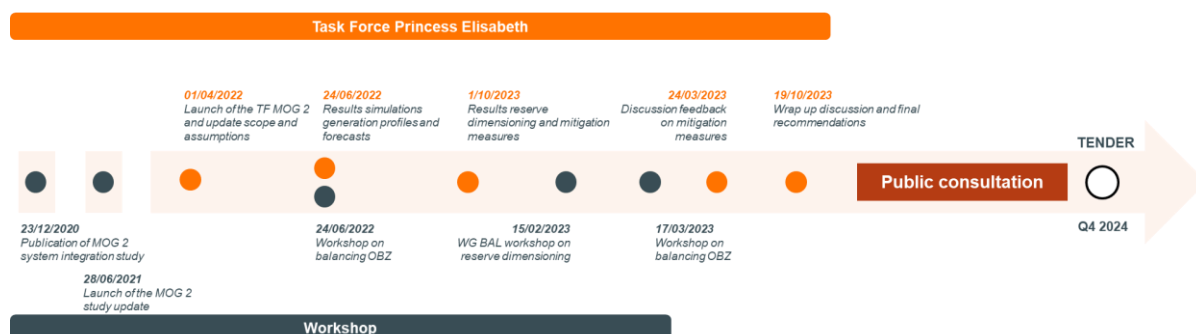 Task Force Princess Elisabeth
01/04/2022
Launch of the TF MOG 2
and update scope and
assumptions
24/06/2022
Results simulations
generation profiles and
forecasts
1/10/2023
Results reserve
dimensioning and mitigation
measures
24/03/2023
Discussion feedback
on mitigation
measures
19/10/2023
Wrap up discussion and final
recommendations
TENDER
Public consultation
23/12/2020
Publication of MOG 2
system integration study
28/06/2021
Launch of the MOG 2
study update
24/06/2022
Workshop on
balancing OBZ
15/02/2023
WG BAL workshop on
reserve dimensioning
17/03/2023
Workshop on
balancing OBZ
Q4 2024
Workshop